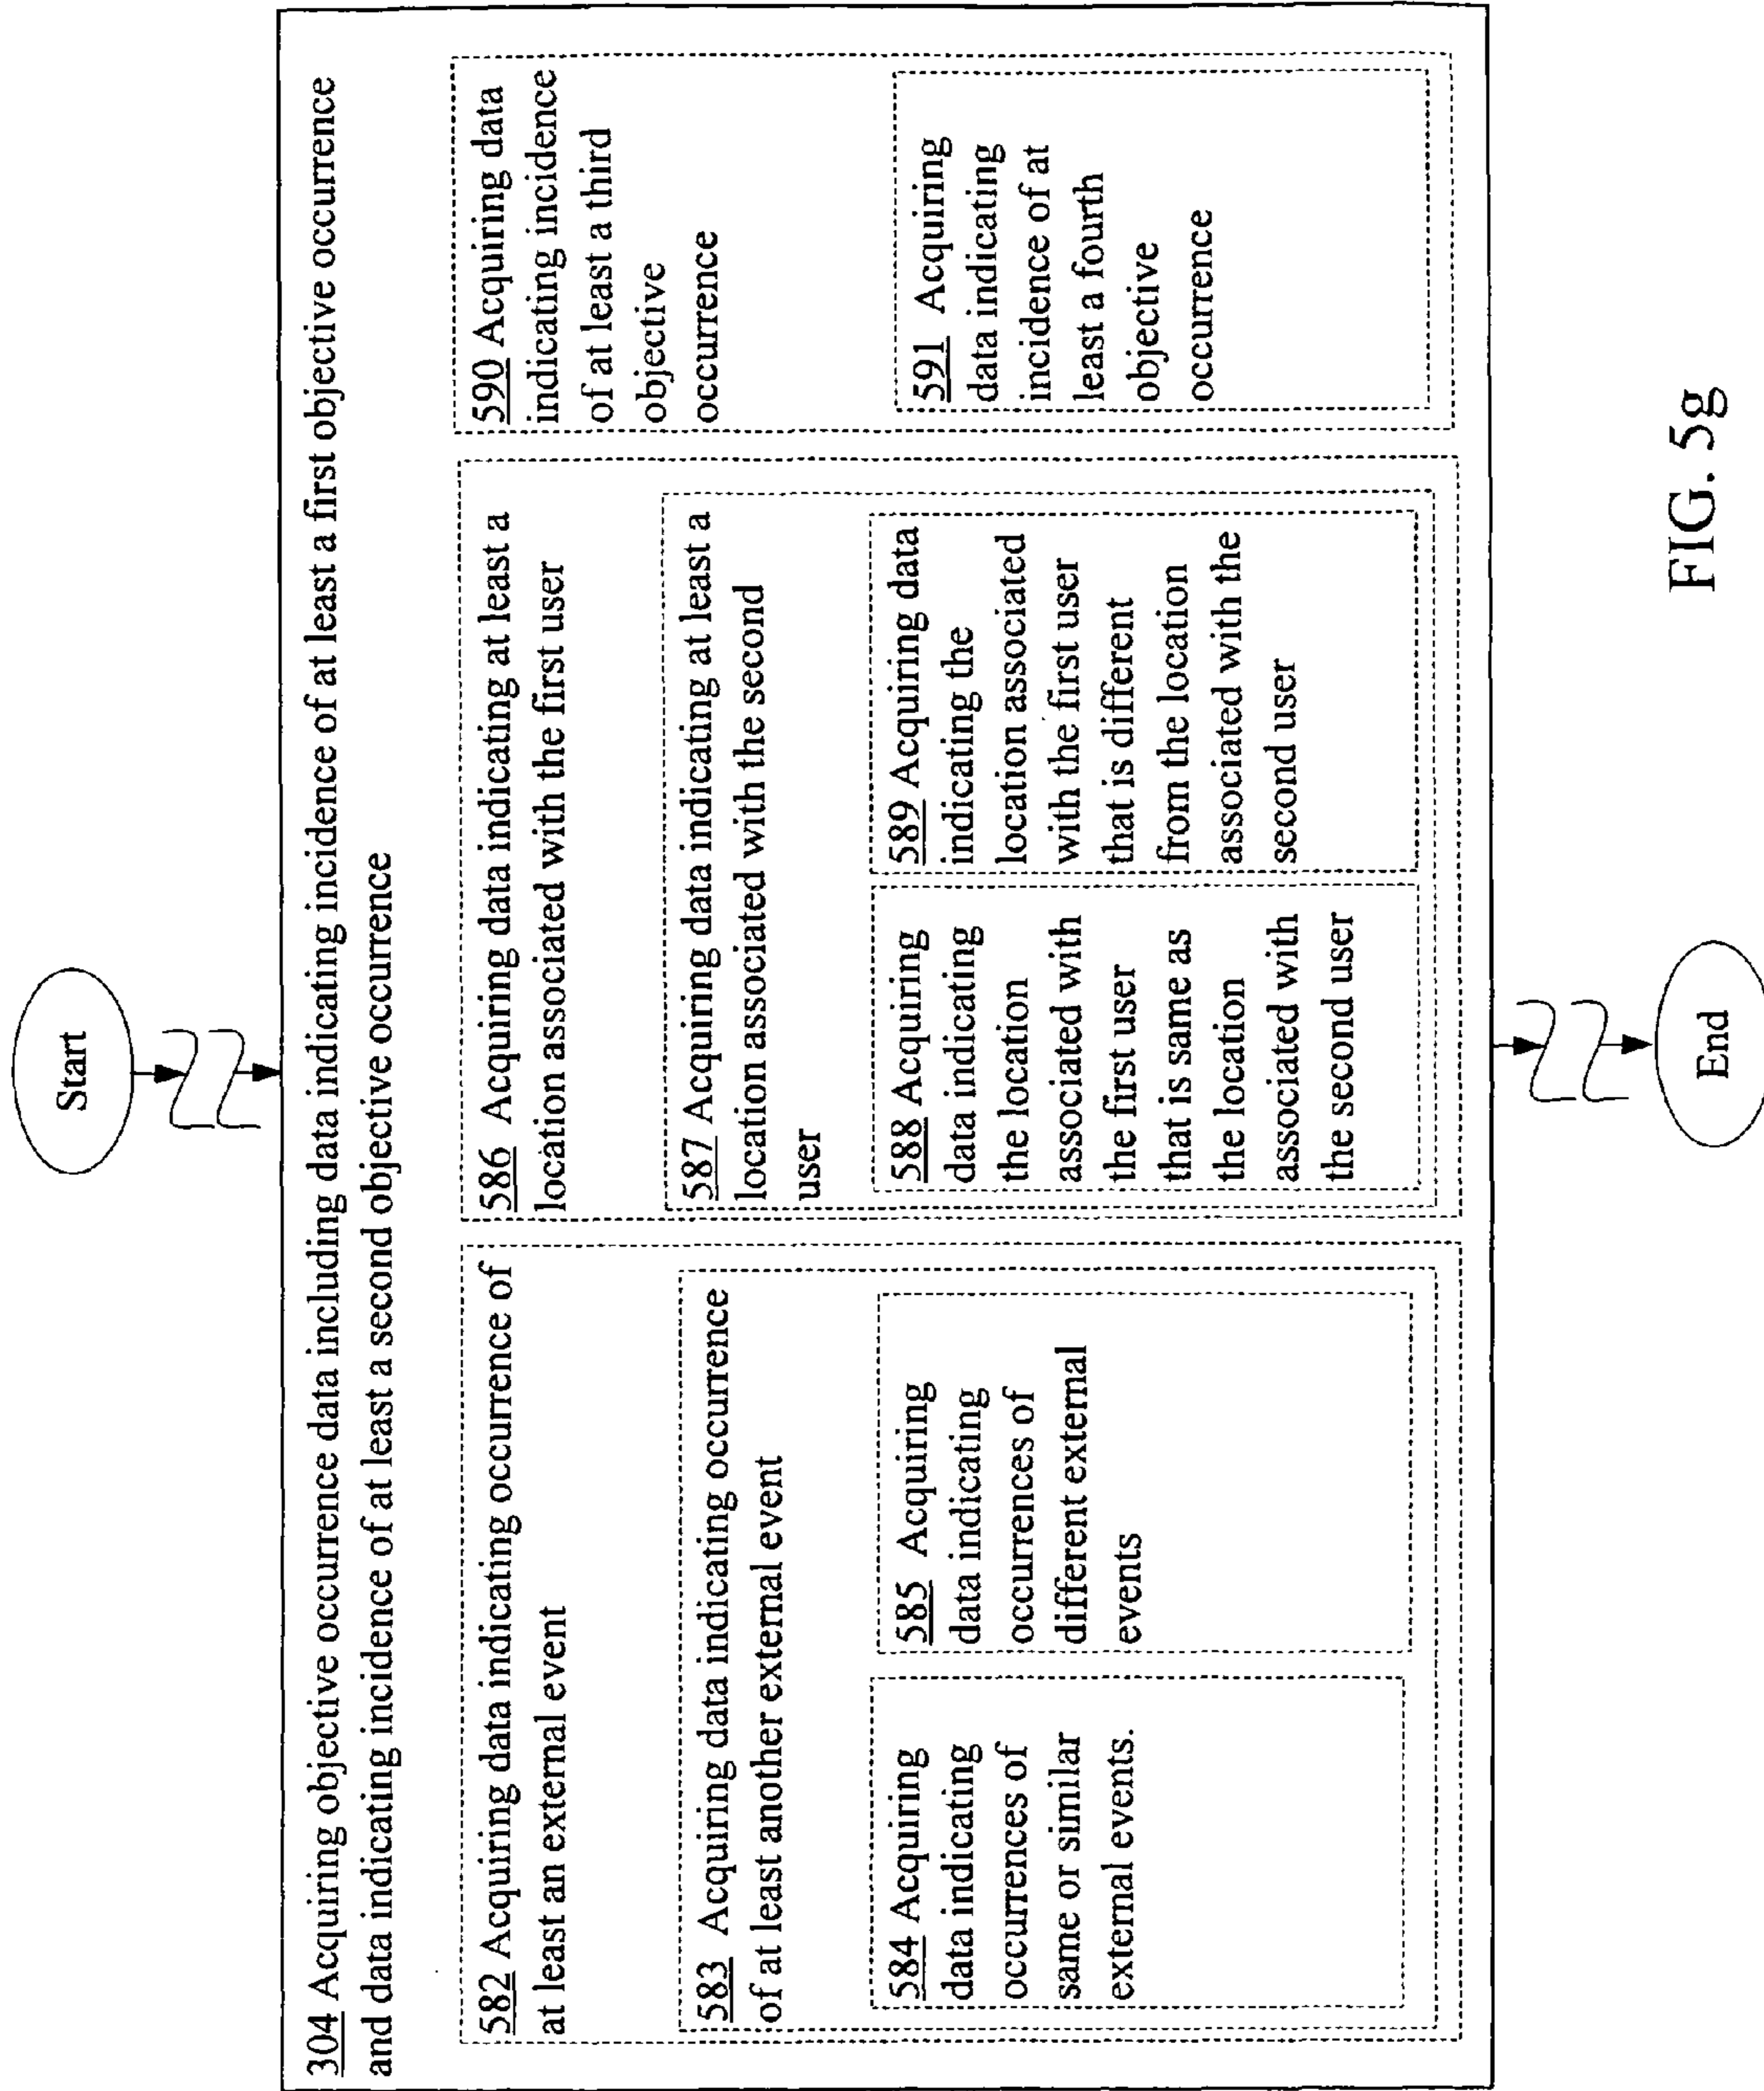 Start
304 Acquiring objective occurrence data including data indicating incidence of at least a first objective occurrence
and data indicating incidence of at least a second objective occurrence
582 Acquiring data indicating occurrence of
at least an external event
583 Acquiring data indicating occurrence
of at least another external event
584 Acquiring
data indicating
occurrences of
same or similar
external events.
585 Acquiring
data indicating
occurrences of
different external
events
586 Acquiring data indicating at least a
location associated with the first user
587 Acquiring data indicating at least a
location associated with the second
user
588 Acquiring
data indicating
the location
associated with
the first user
that is same as
the location
associated with
the second user
589 Acquiring data
indicating the
location associated
with the first user
that is different
from the location
associated with the
second user
590 Acquiring data
indicating incidence
of at least a third
objective
occurrence
591 Acquiring
data indicating
incidence of at
least a fourth
objective
occurrence
End
FIG. 5g